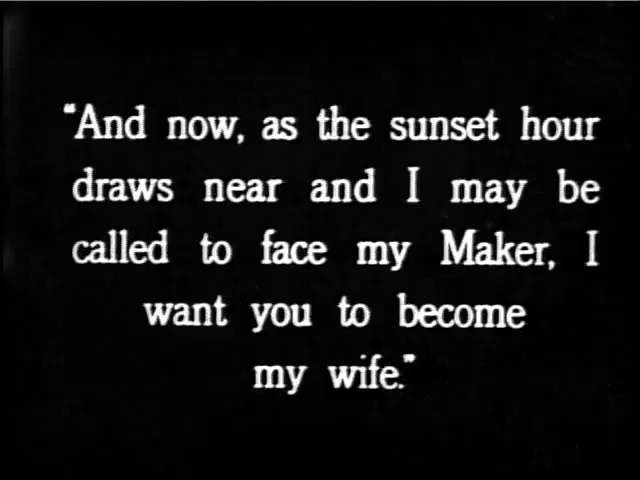 "And now, as the sunset hour
draws near and I may be
called to face my Maker, I
want you to become
my wife."